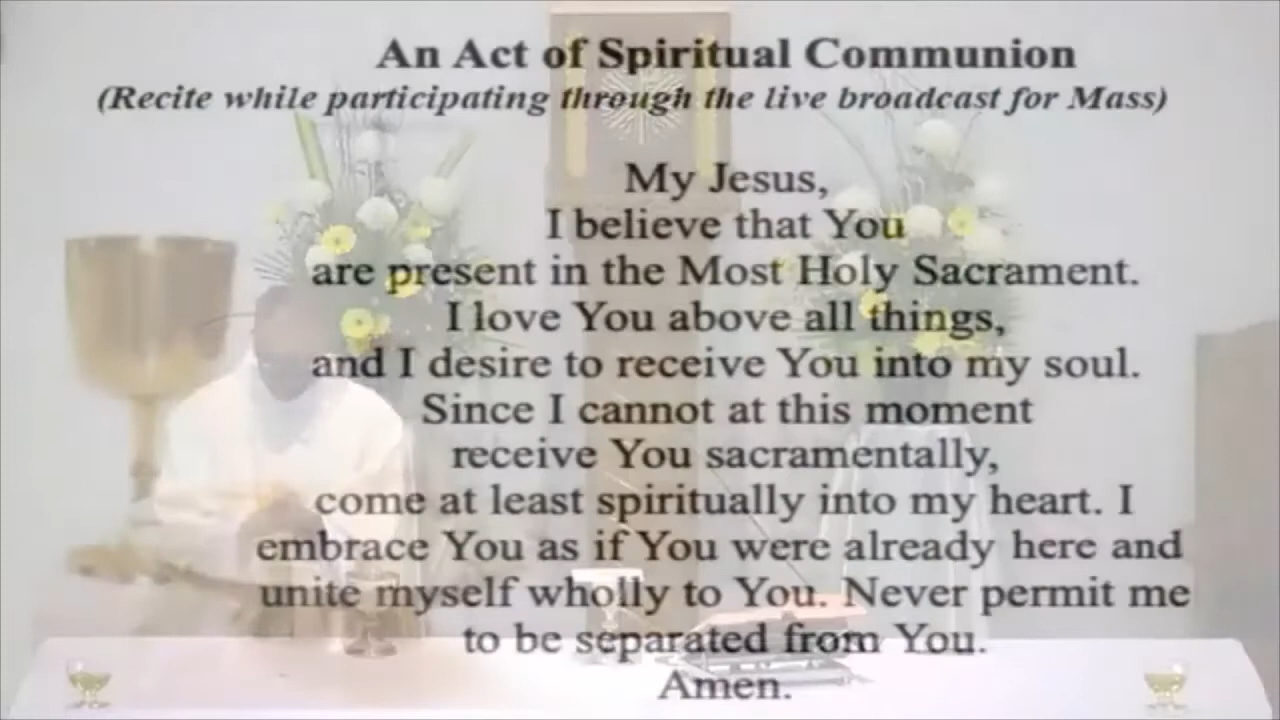 An Act of Spiritual Communion
(Recite while participating through the live broadcast for Mass)
My Jesus,
I believe that You
are present in the Most Holy Sacrament.
I love You above all things,
and I desire to receive You into my soul.
Since I cannot at this moment
receive You sacramentally,
come at least spiritually into my heart. I
embrace You as if You were already here and
unite myself wholly to You. Never permit me
to be separated from You.
Amen.